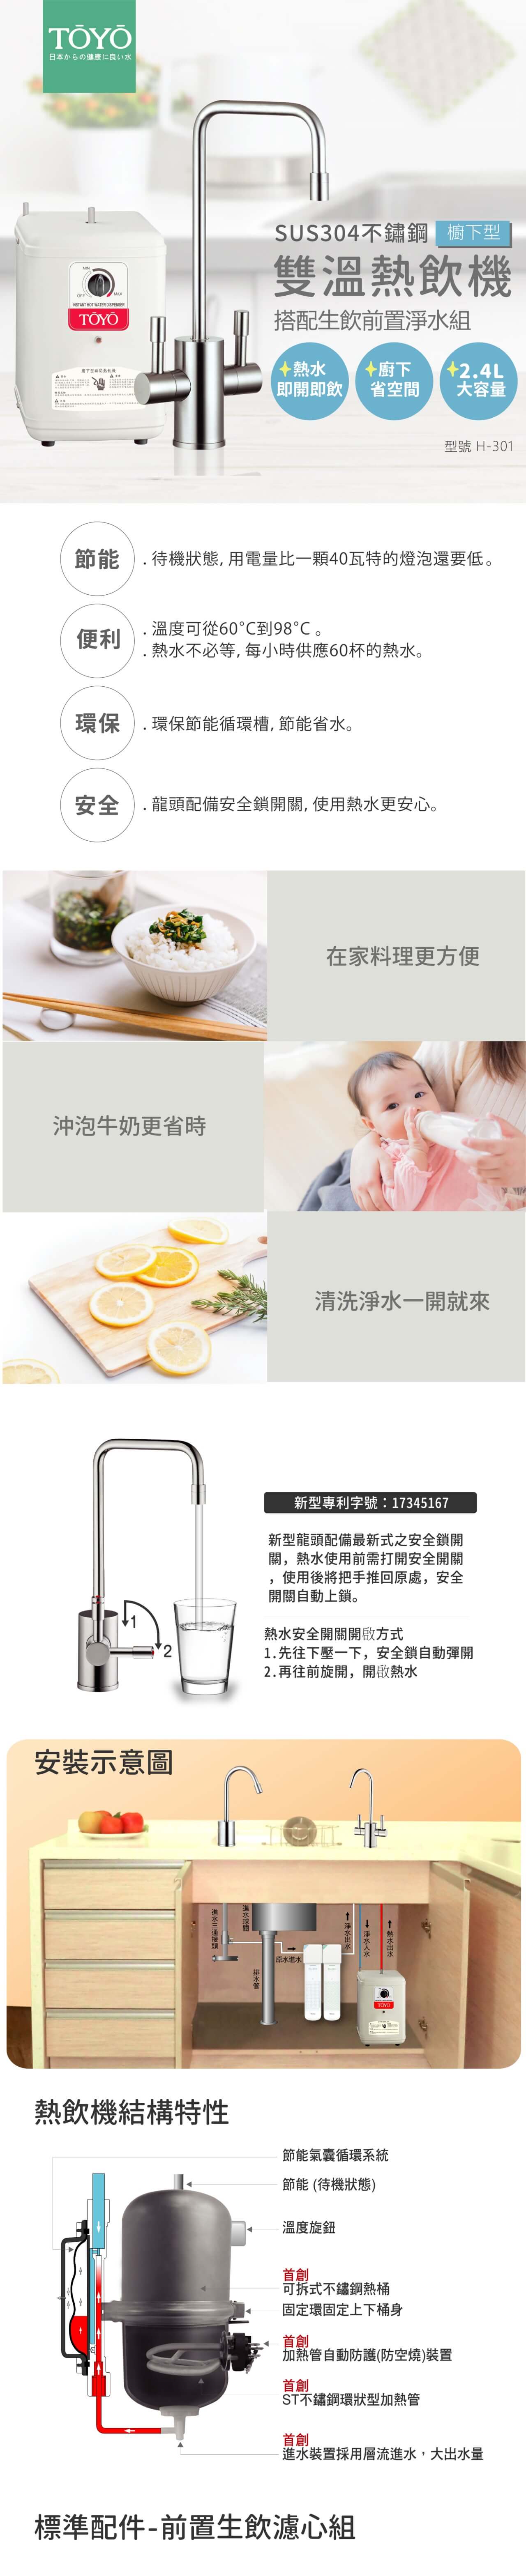 TŌYŌ
日本からの健康に良い水
SUS304不鏽鋼 櫥下型
雙溫熱飲機
搭配生飲前置淨水組
熱水
即開即飲
廚下
省空間
2.4L
大容量
型號 H-301
MIN
OFF
MAX
INSTANT HOT WATER DISPENSER
TŌYŌ
節能
. 待機狀態, 用電量比一顆40瓦特的燈泡還要低。
便利
. 溫度可從60°C到98°C 。
. 熱水不必等, 每小時供應60杯的熱水。
環保
. 環保節能循環槽, 節能省水。
安全
. 龍頭配備安全鎖開關, 使用熱水更安心。
在家料理更方便
沖泡牛奶更省時
清洗淨水一開就來
新型專利字號：17345167
新型龍頭配備最新式之安全鎖開
關，熱水使用前需打開安全開關
，使用後將把手推回原處，安全
開關自動上鎖。
1
2
熱水安全開關開啟方式
1.先往下壓一下，安全鎖自動彈開
2.再往前旋開，開啟熱水
安裝示意圖
進水三通接頭
進水球閥
排水管
原水進水
淨水出水
淨水入水
熱水出水
TŌYŌ
熱飲機結構特性
節能氣囊循環系統
節能 (待機狀態)
溫度旋鈕
首創
可拆式不鏽鋼熱桶
固定環固定上下桶身
首創
加熱管自動防護(防空燒)裝置
首創
ST不鏽鋼環狀型加熱管
首創
進水裝置採用層流進水，大出水量
標準配件-前置生飲濾心組